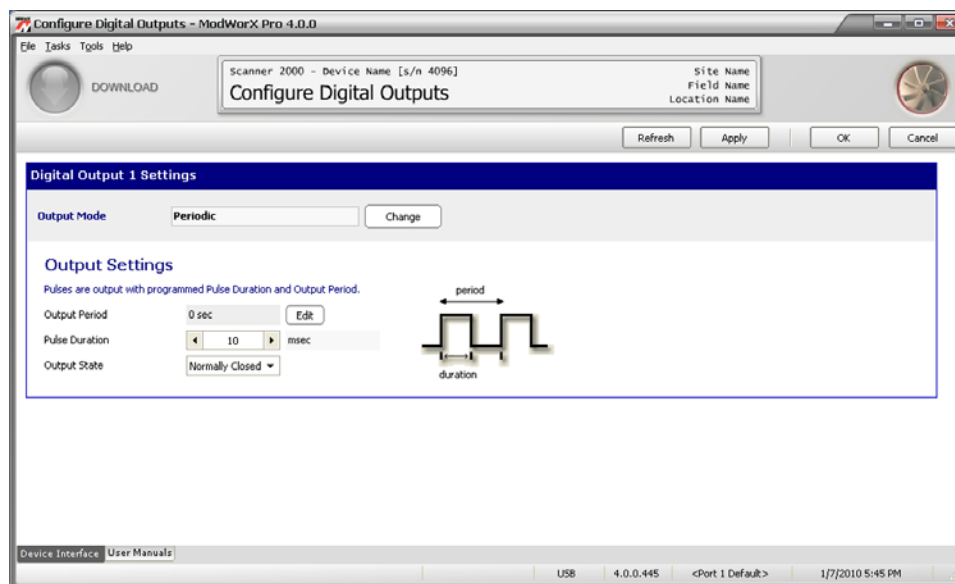 Configure Digital Outputs - ModWorX Pro 4.0.0
File Tasks Tools Help
DOWNLOAD
Scanner 2000 - Device Name [s/n 4096]
Configure Digital Outputs
Site Name
Field Name
Location Name
Refresh Apply OK Cancel
Digital Output 1 Settings
Output Mode Periodic Change
Output Settings
Pulses are output with programmed Pulse Duration and Output Period.
Output Period 0 sec Edit
Pulse Duration 10 msec
Output State Normally Closed
period
duration
Device Interface User Manuals
USB 4.0.0.445 <Port 1 Default> 1/7/2010 5:45 PM